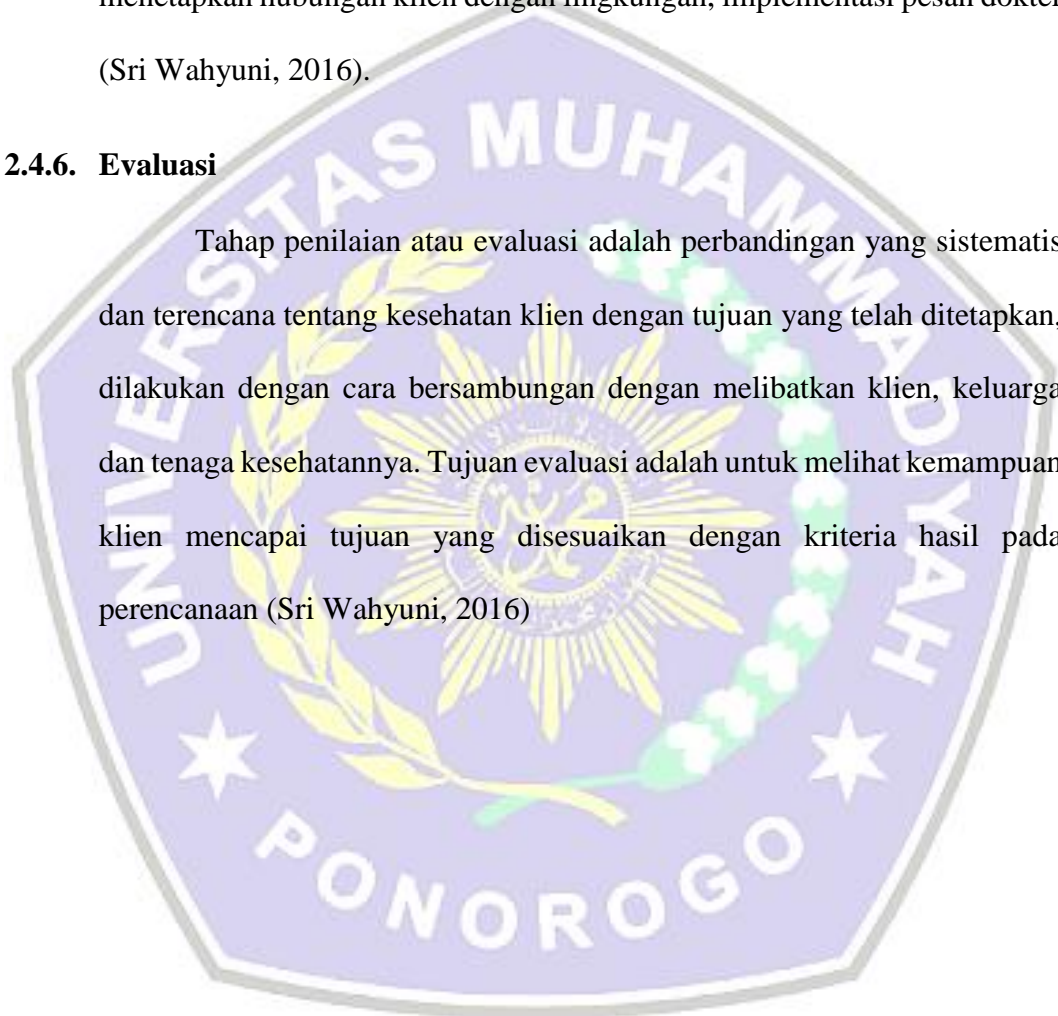 menetapkan hubungan klien dengan lingkungan, implementasi pesan dokter
(Sri Wahyuni, 2016).
2.4.6. Evaluasi
Tahap penilaian atau evaluasi adalah perbandingan yang sistematis
dan terencana tentang kesehatan klien dengan tujuan yang telah ditetapkan,
dilakukan dengan cara bersambungan dengan melibatkan klien, keluarga
dan tenaga kesehatannya. Tujuan evaluasi adalah untuk melihat kemampuan
klien mencapai tujuan yang disesuaikan dengan kriteria hasil pada
perencanaan (Sri Wahyuni, 2016)
UNIVERSITAS MUHAMMADIYAH
PONOROGO